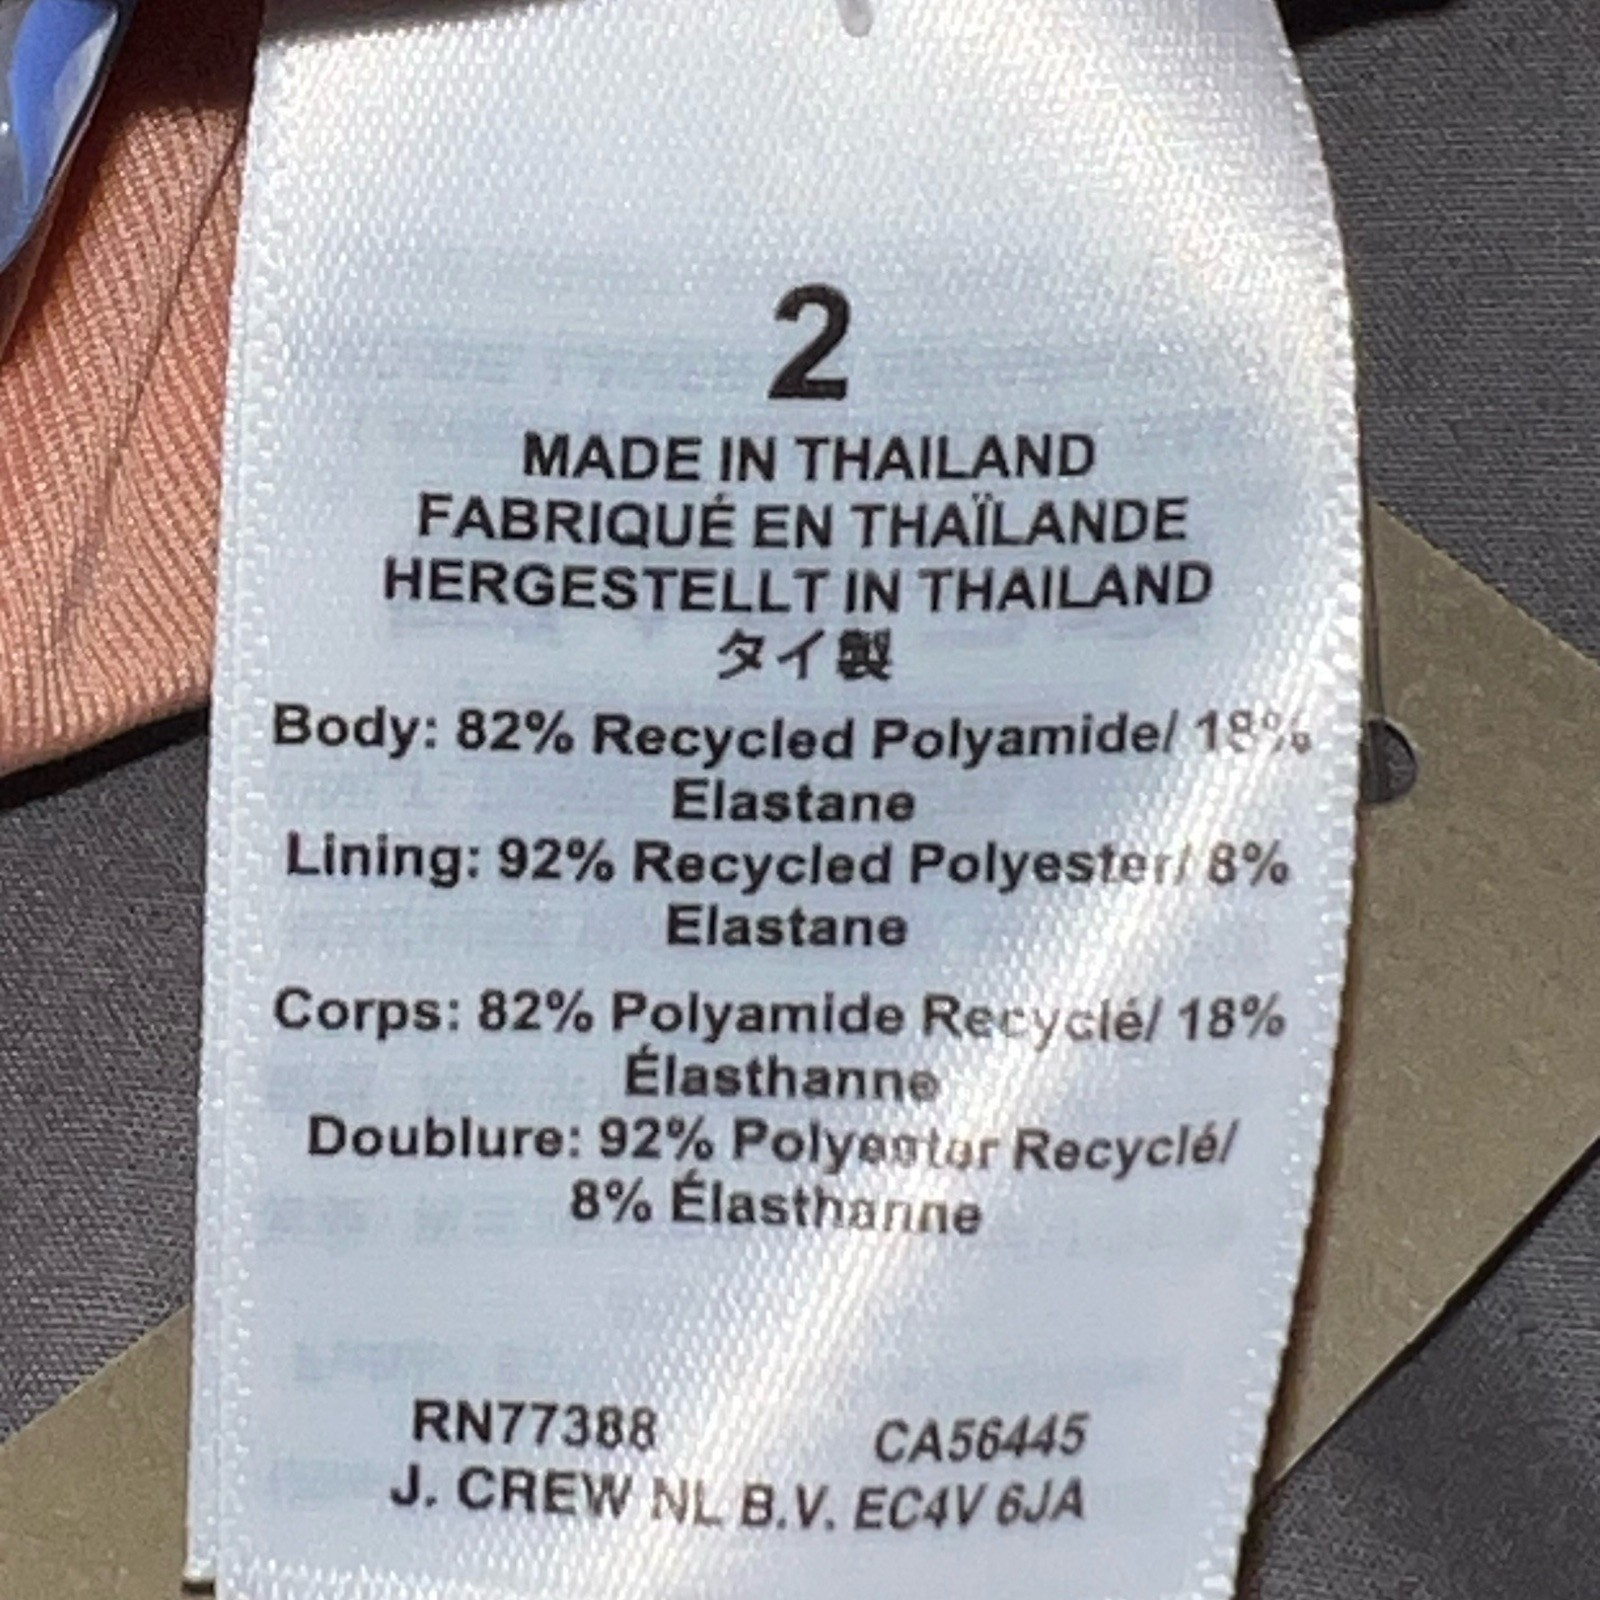 2
MADE IN THAILAND
FABRIQUÉ EN THAÏLANDE
HERGESTELLT IN THAILAND
タイ製
Body: 82% Recycled Polyamide/ 18%
Elastane
Lining: 92% Recycled Polyester/ 8%
Elastane
Corps: 82% Polyamide Recyclé/ 18%
Élasthanne
Doublure: 92% Polyester Recyclé/
8% Élasthanne
RN77388 CA56445
J. CREW NL B.V. EC4V 6JA